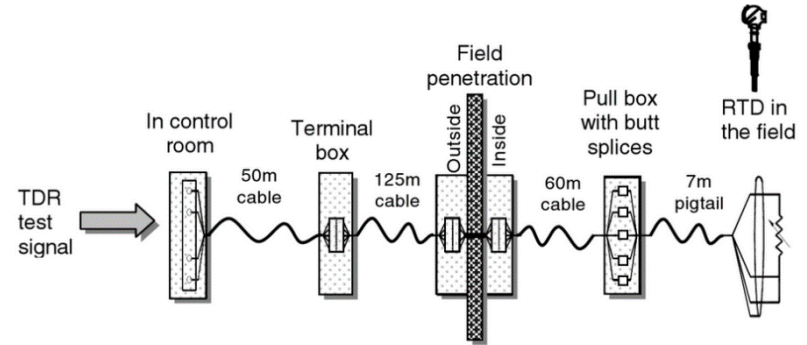 Field
penetration
In control
room
Terminal
box
Outside
Inside
Pull box
with butt
splices
RTD in
the field
TDR
test
signal
50m
cable
125m
cable
60m
cable
7m
pigtail